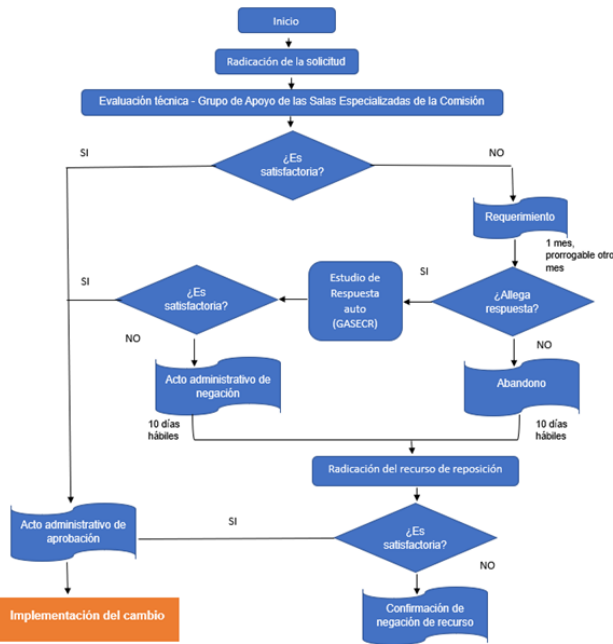 Inicio
Radicación de la solicitud
Evaluación técnica - Grupo de Apoyo de las Salas Especializadas de la Comisión
¿Es
satisfactoria?
SI
NO
Requerimiento
1 mes,
prorrogable otro
mes
¿Allega
respuesta?
SI
Estudio de
Respuesta
auto
(GASECR)
¿Es
satisfactoria?
SI
NO
NO
Acto administrativo de
negación
Abandono
10 días
hábiles
10 días
hábiles
Radicación del recurso de reposición
¿Es
satisfactoria?
SI
NO
Acto administrativo de
aprobación
Implementación del cambio
Confirmación de
negación de recurso